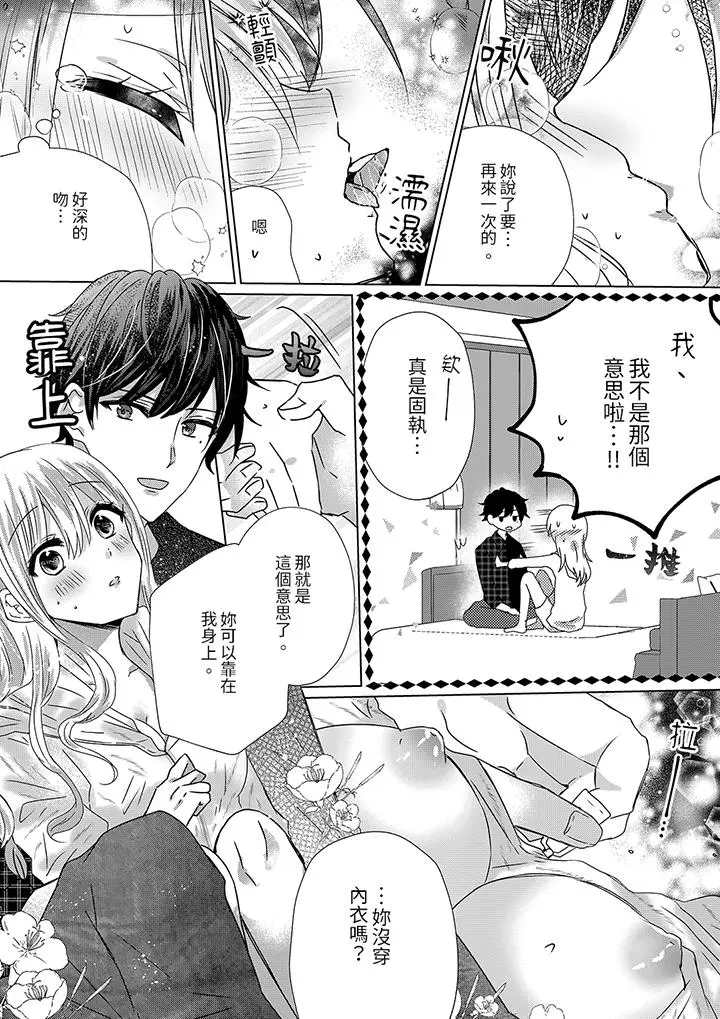 啾
妳說了要…
再來一次的。
輕顫
濡濕
嗯
好深的
吻…
我、
我不是那個
意思啦…!!
欸——
真是固執…
推
拉
靠上
那就是
這個意思了。
妳可以靠在
我身上。
拉
…妳沒穿
內衣嗎？